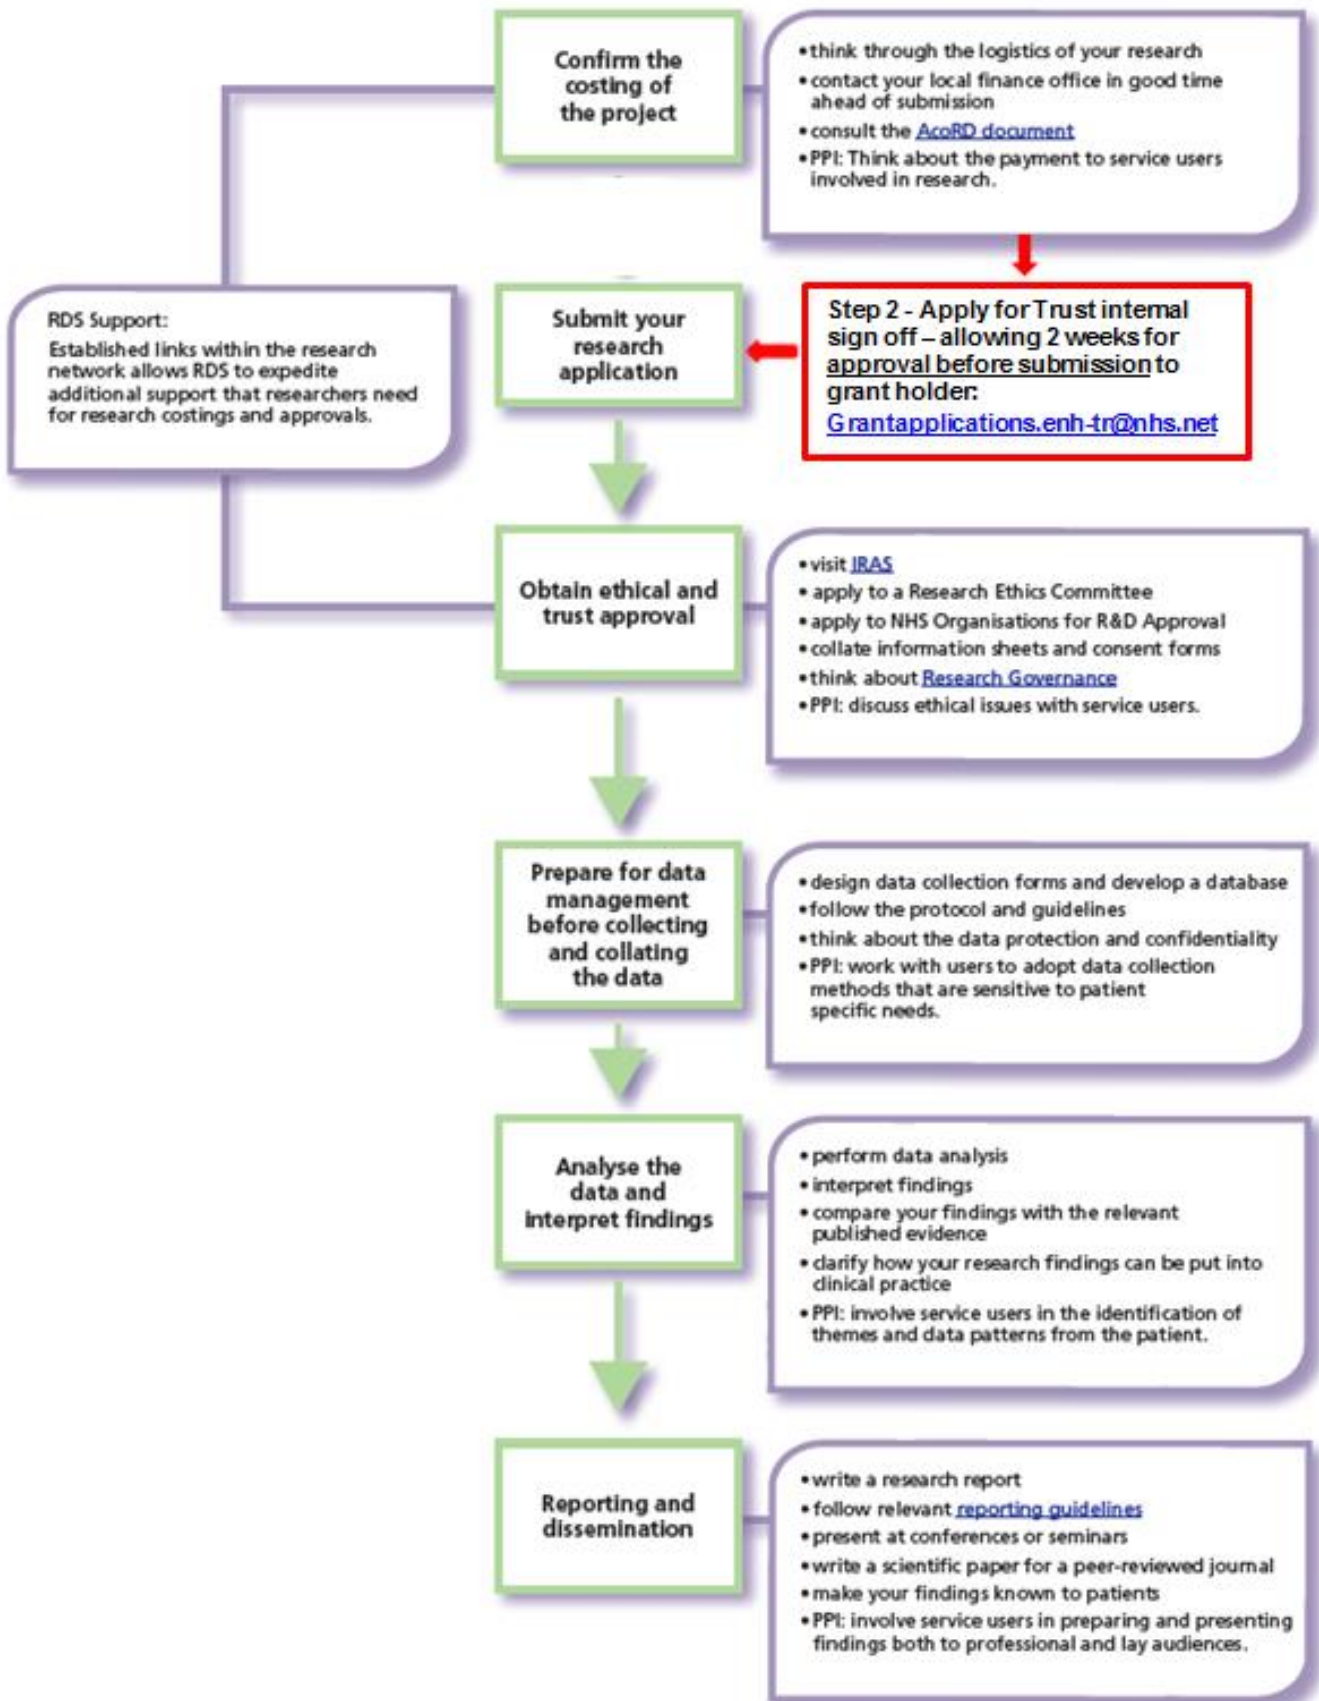 Confirm the
costing of
the project
• think through the logistics of your research
• contact your local finance office in good time
ahead of submission
• consult the AcoRD document
• PPI: Think about the payment to service users
involved in research.
RDS Support:
Established links within the research
network allows RDS to expedite
additional support that researchers need
for research costings and approvals.
Submit your
research
application
Step 2 - Apply for Trust internal
sign off – allowing 2 weeks for
approval before submission to
grant holder:
Grantapplications.enh-tr@nhs.net
Obtain ethical and
trust approval
• visit IRAS
• apply to a Research Ethics Committee
• apply to NHS Organisations for R&D Approval
• collate information sheets and consent forms
• think about Research Governance
• PPI: discuss ethical issues with service users.
Prepare for data
management
before collecting
and collating
the data
• design data collection forms and develop a database
• follow the protocol and guidelines
• think about the data protection and confidentiality
• PPI: work with users to adopt data collection
methods that are sensitive to patient
specific needs.
Analyse the
data and
interpret findings
• perform data analysis
• interpret findings
• compare your findings with the relevant
published evidence
• clarify how your research findings can be put into
clinical practice
• PPI: involve service users in the identification of
themes and data patterns from the patient.
Reporting and
dissemination
• write a research report
• follow relevant reporting guidelines
• present at conferences or seminars
• write a scientific paper for a peer-reviewed journal
• make your findings known to patients
• PPI: involve service users in preparing and presenting
findings both to professional and lay audiences.